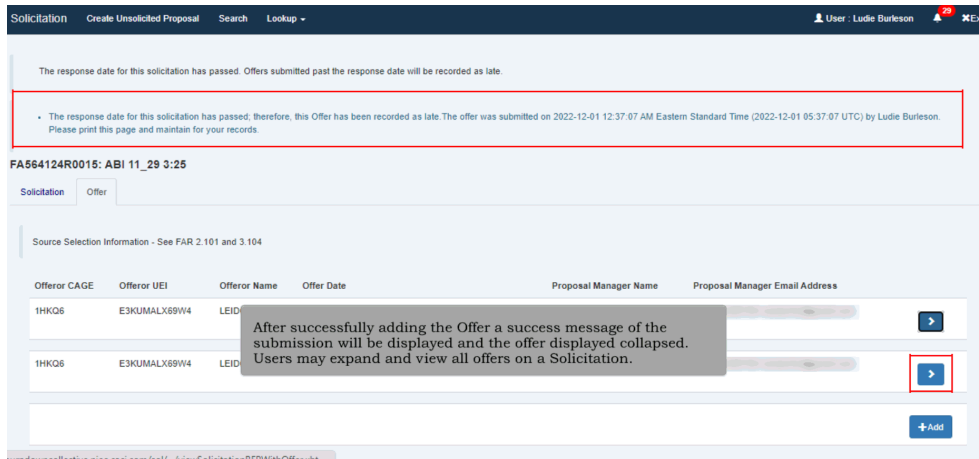 Solicitation Create Unsolicited Proposal Search Lookup User : Ludie Burleson 29
The response date for this solicitation has passed. Offers submitted past the response date will be recorded as late.
• The response date for this solicitation has passed; therefore, this Offer has been recorded as late.The offer was submitted on 2022-12-01 12:37:07 AM Eastern Standard Time (2022-12-01 05:37:07 UTC) by Ludie Burleson.
Please print this page and maintain for your records.
FA564124R0015: ABI 11_29 3:25
Solicitation Offer
Source Selection Information - See FAR 2.101 and 3.104
Offeror CAGE Offeror UEI Offeror Name Offer Date Proposal Manager Name Proposal Manager Email Address
1HKQ6 E3KUMALX69W4 LEID
After successfully adding the Offer a success message of the
submission will be displayed and the offer displayed collapsed.
Users may expand and view all offers on a Solicitation.
1HKQ6 E3KUMALX69W4 LEID
+Add